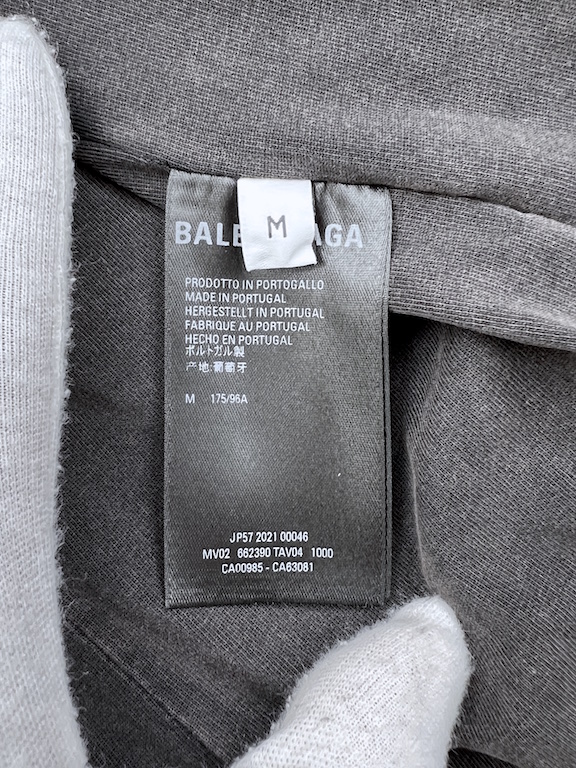 M
BALE AGA
PRODOTTO IN PORTOGALLO
MADE IN PORTUGAL
HERGESTELLT IN PORTUGAL
FABRIQUE AU PORTUGAL
HECHO EN PORTUGAL
ポルトガル製
产地:葡萄牙
M 175/96A
JP57 2021 00046
MV02 662390 TAV04 1000
CA00985 - CA63081